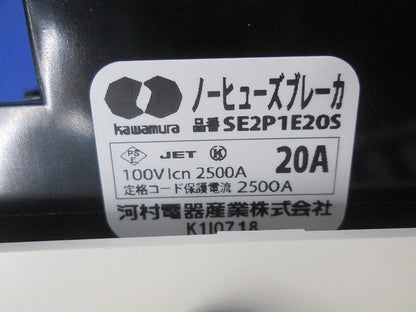 ノーヒューズブレーカ
kawamura 品番 SE2P1E20S
PS E JET K 20A
100V Icn 2500A
定格コード保護電流 2500A
河村電器産業株式会社
K1I0718